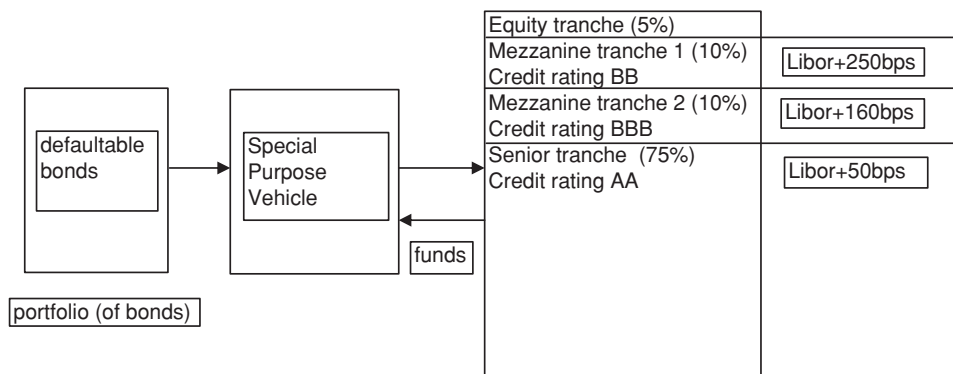 defaultable
bonds
portfolio (of bonds)
Special
Purpose
Vehicle
funds
Equity tranche (5%)
Mezzanine tranche 1 (10%)
Credit rating BB
Libor+250bps
Mezzanine tranche 2 (10%)
Credit rating BBB
Libor+160bps
Senior tranche (75%)
Credit rating AA
Libor+50bps